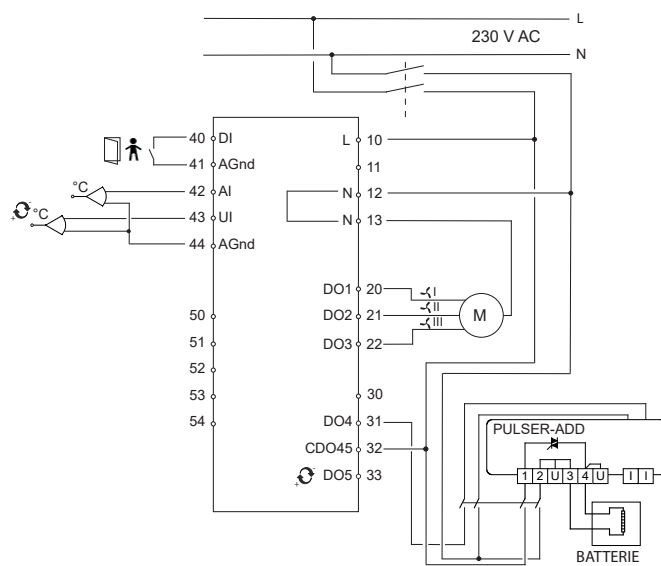 L
230 V AC
N
40 DI
41 AGnd
°C 42 AI
°C 43 UI
44 AGnd
50
51
52
53
54
L 10
11
N 12
N 13
DO1 20 I
DO2 21 II
DO3 22 III
M
30
DO4 31
CDO45 32
DO5 33
PULSER-ADD
1 2 U 3 4 U I I
BATTERIE